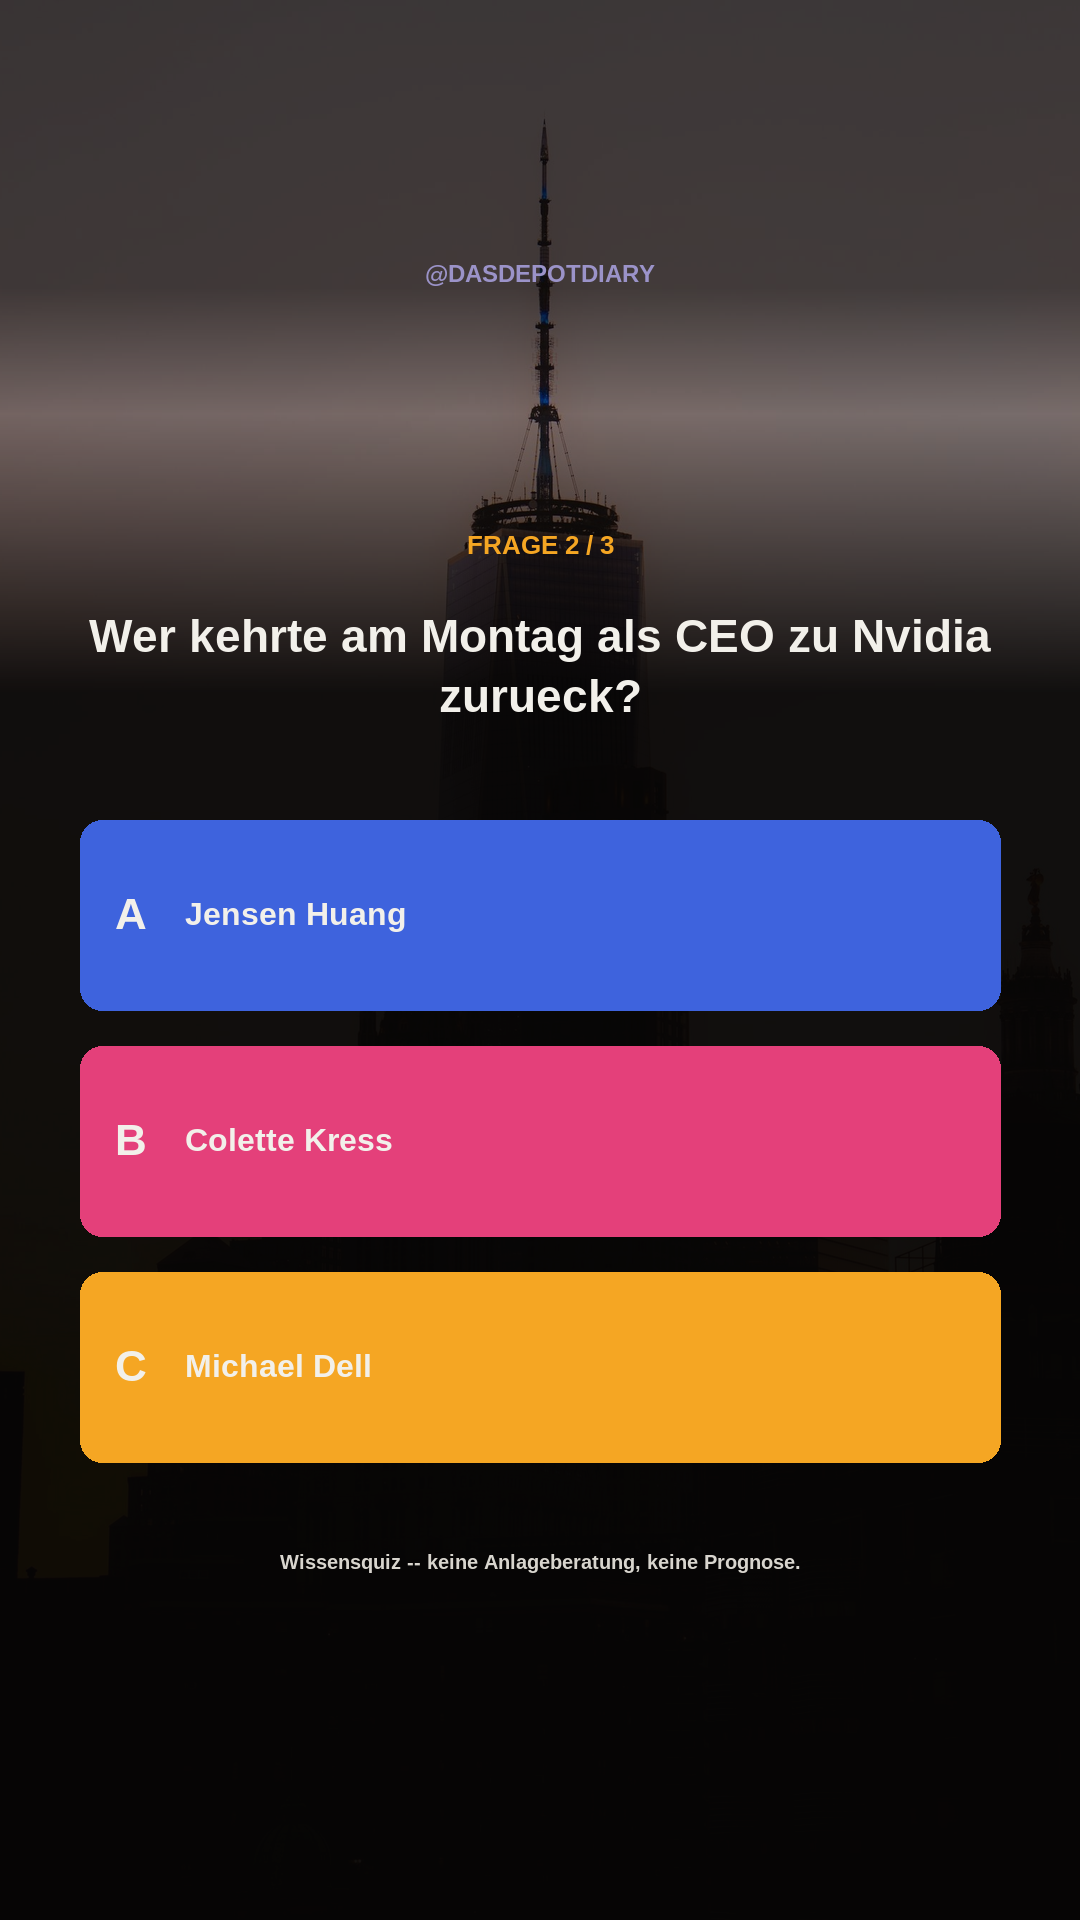 @DASDEPOTDIARY
FRAGE 2 / 3
Wer kehrte am Montag als CEO zu Nvidia
zurueck?
A Jensen Huang
B Colette Kress
C Michael Dell
Wissensquiz -- keine Anlageberatung, keine Prognose.